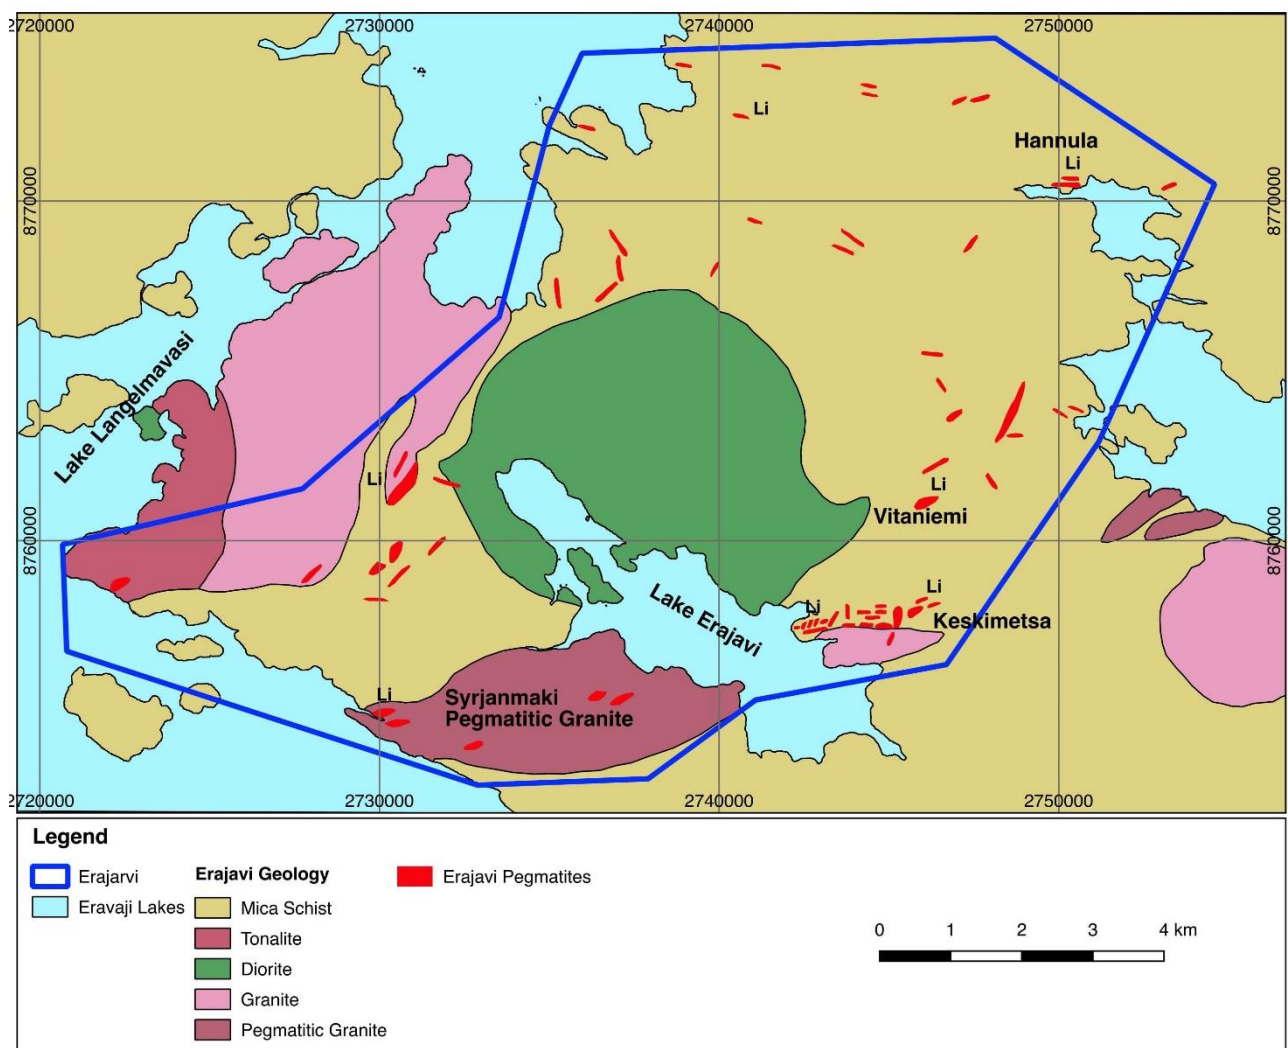 2720000
2730000
2740000
2750000
Li
Hannula
Li
8770000
8770000
Lake Langelmavasi
Li
Li
Vitaniemi
8760000
8760000
Lake Erajavi
Li
Li
Keskimetsa
Li
Syrjanmaki
Pegmatitic Granite
2720000
2730000
2740000
2750000
Legend
Erajarvi
Eravaji Lakes
Erajavi Geology
Mica Schist
Tonalite
Diorite
Granite
Pegmatitic Granite
Erajavi Pegmatites
0 1 2 3 4 km